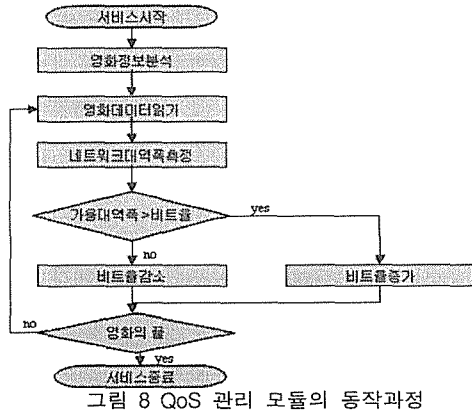 서비스시작
영화정보분석
영화데이터읽기
네트워크대역폭측정
가용대역폭>비트율
yes
no
비트율감소
비트율증가
no
영화의 끝
yes
서비스종료
그림 8 QoS 관리 모듈의 동작과정